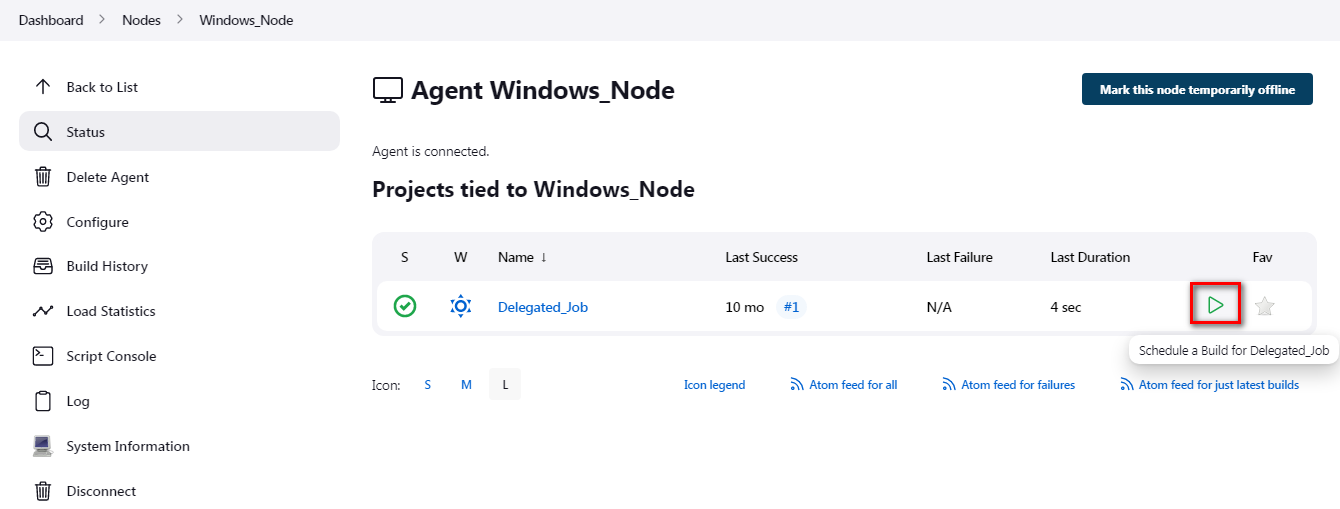 Dashboard > Nodes > Windows_Node
Back to List
Status
Delete Agent
Configure
Build History
Load Statistics
Script Console
Log
System Information
Disconnect
Agent Windows_Node
Mark this node temporarily offline
Agent is connected.
Projects tied to Windows_Node
S W Name ↓ Last Success Last Failure Last Duration Fav
Delegated_Job 10 mo #1 N/A 4 sec
Schedule a Build for Delegated_Job
Icon: S M L Icon legend Atom feed for all Atom feed for failures Atom feed for just latest builds